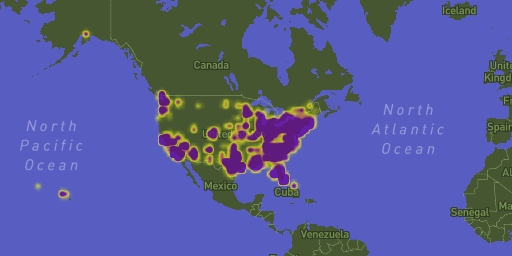 Iceland
Canada
United
Kingdom
North
Pacific
Ocean
North
Atlantic
Ocean
Spain
Mexico
Cuba
Senegal
Venezuela